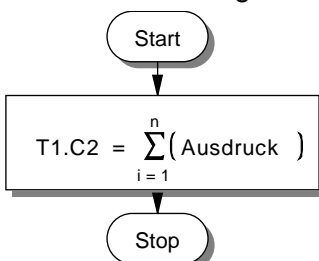 Start
n
T1.C2 = ∑( Ausdruck )
i = 1
Stop